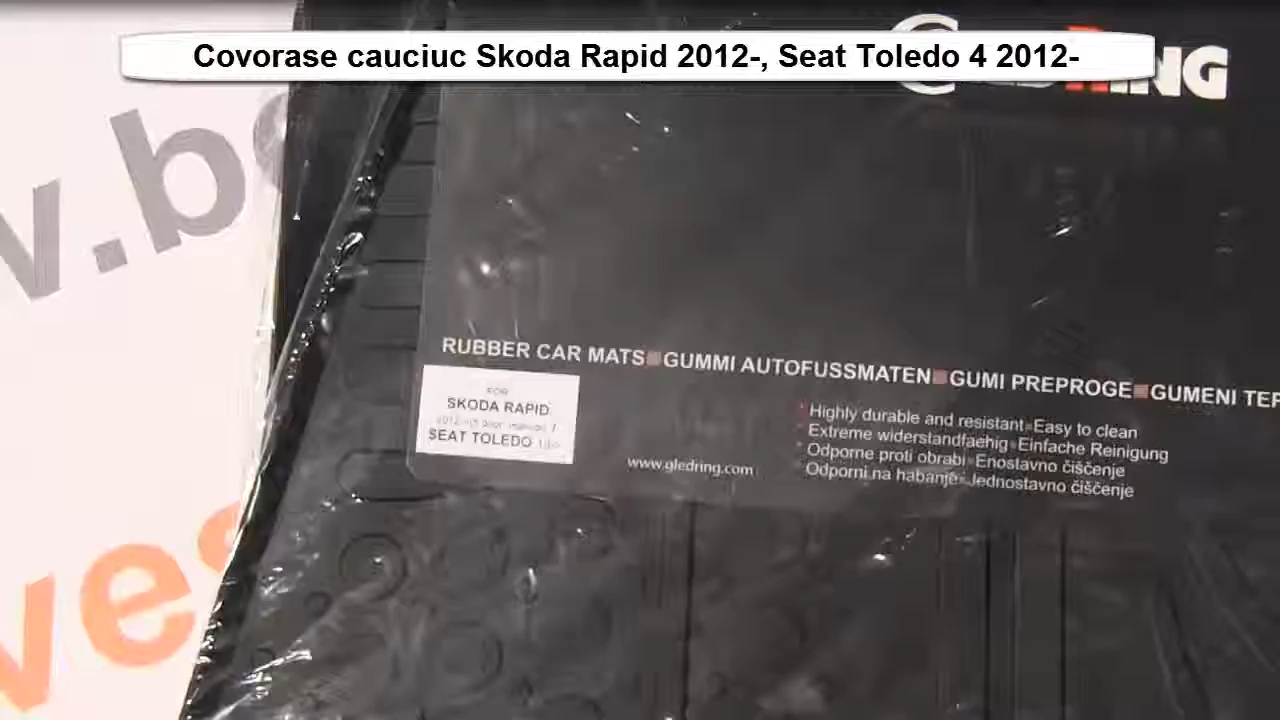 Covorase cauciuc Skoda Rapid 2012-, Seat Toledo 4 2012-
GLEDRING
RUBBER CAR MATS GUMMI AUTOFUSSMATEN GUMI PREPROGE GUMENI TEP
FOR
SKODA RAPID
SEAT TOLEDO
www.gledring.com
Highly durable and resistant Easy to clean
Extreme widerstandfaehig Einfache Reinigung
Odporne proti obrabi Enostavno čiščenje
Odporni na habanje Jednostavno čiščenje